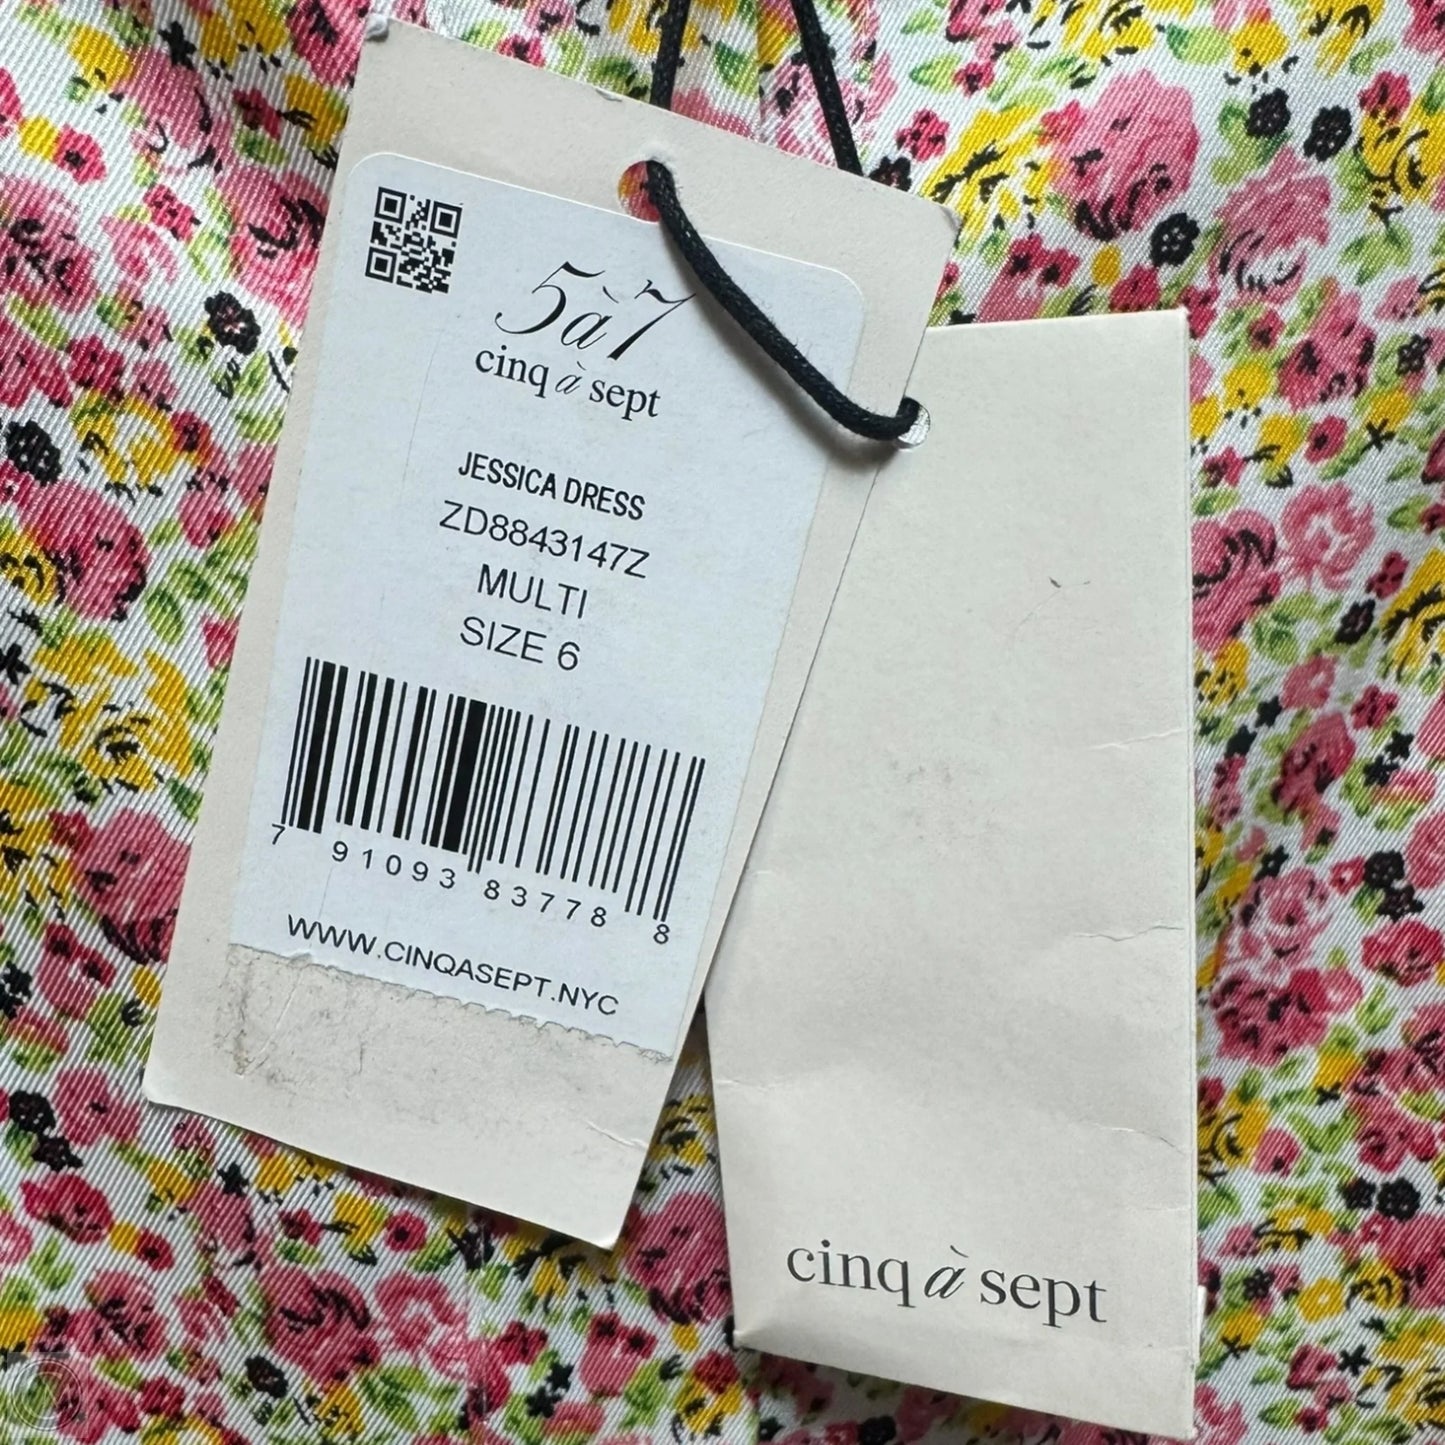 5à7
cinq à sept
JESSICA DRESS
ZD8843147Z
MULTI
SIZE 6
7 91093 83778 8
WWW.CINQASEPT.NYC
cinq à sept